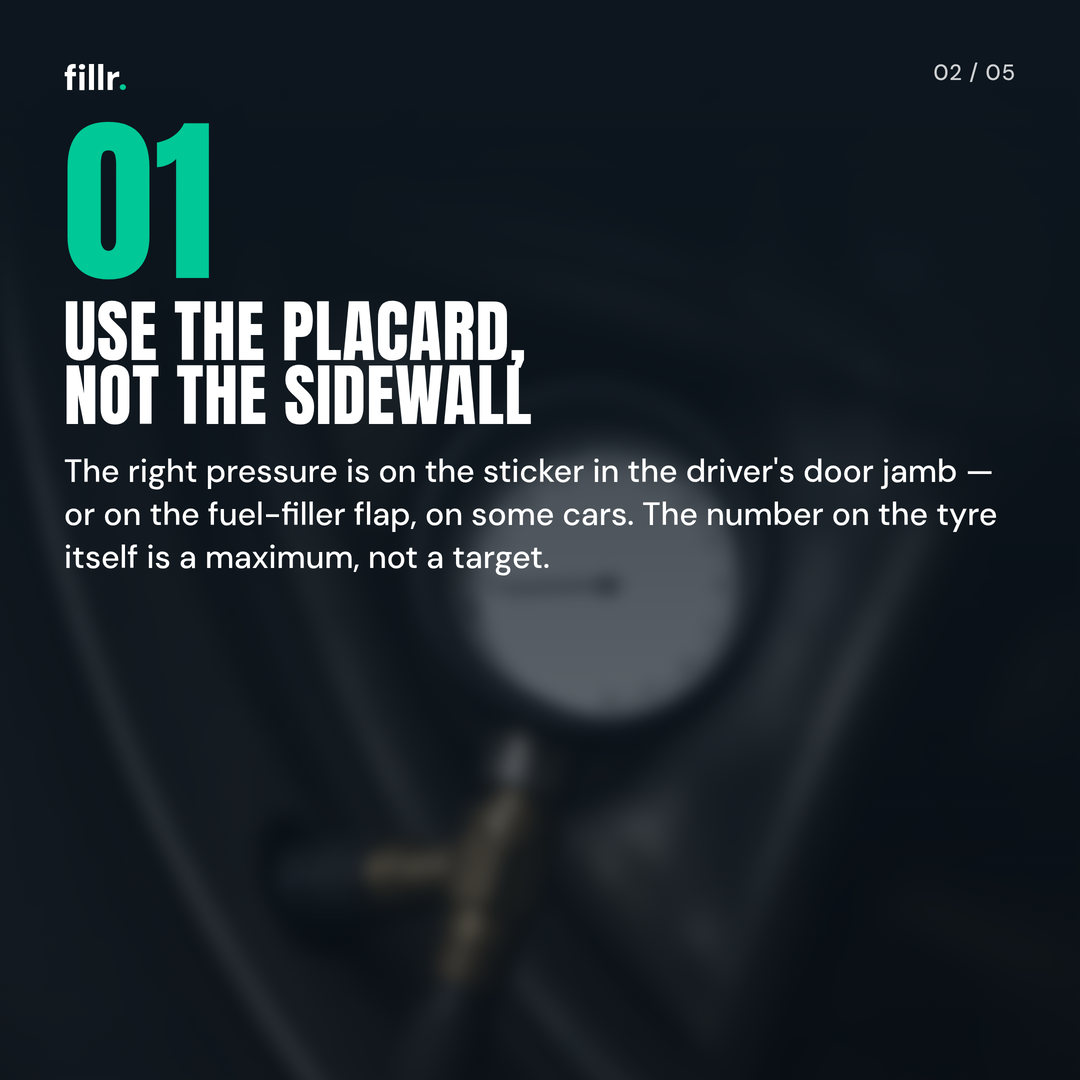 fillr.
02 / 05
01
USE THE PLACARD,
NOT THE SIDEWALL
The right pressure is on the sticker in the driver's door jamb —
or on the fuel-filler flap, on some cars. The number on the tyre
itself is a maximum, not a target.